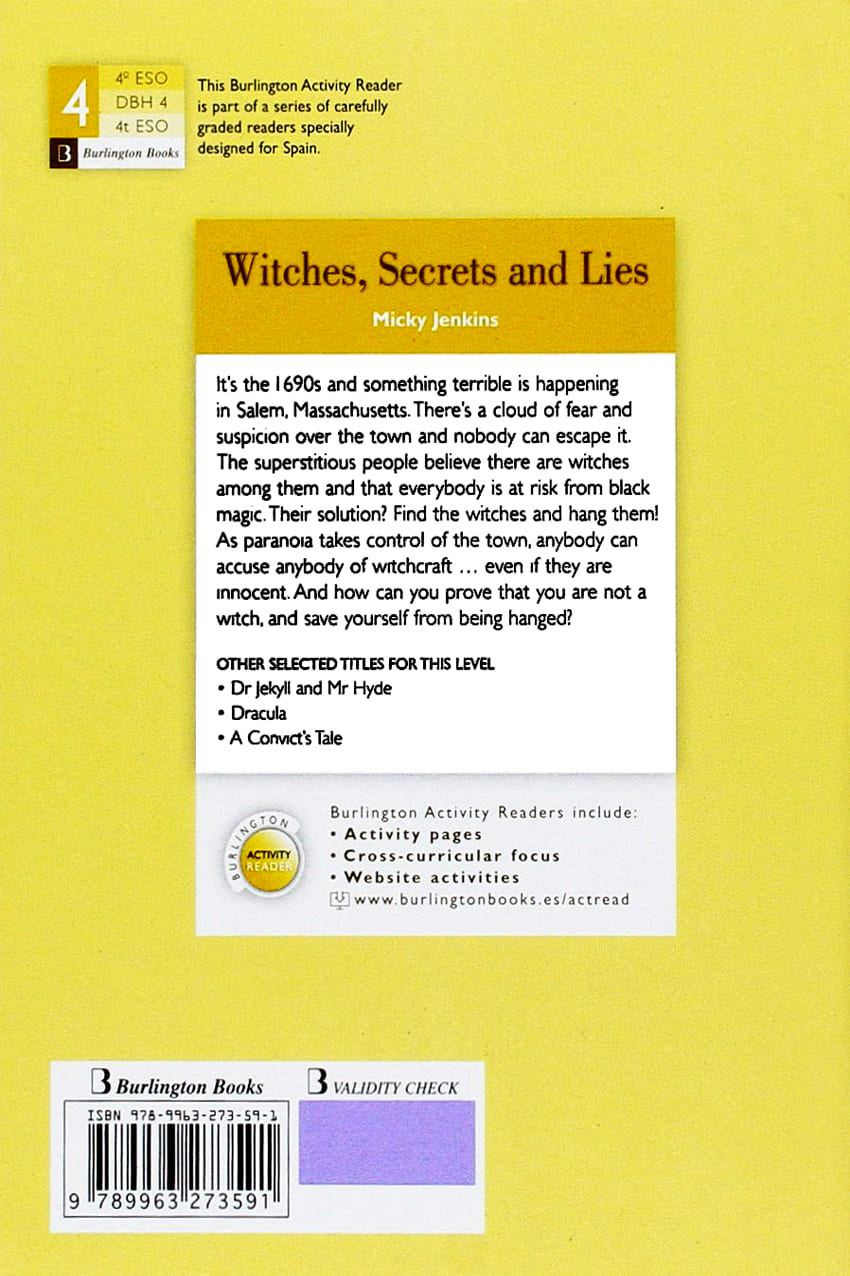 4
4º ESO
DBH 4
4t ESO
B Burlington Books
This Burlington Activity Reader
is part of a series of carefully
graded readers specially
designed for Spain.
Witches, Secrets and Lies
Micky Jenkins
It's the 1690s and something terrible is happening
in Salem, Massachusetts. There's a cloud of fear and
suspicion over the town and nobody can escape it.
The superstitious people believe there are witches
among them and that everybody is at risk from black
magic. Their solution? Find the witches and hang them!
As paranoia takes control of the town, anybody can
accuse anybody of witchcraft ... even if they are
innocent. And how can you prove that you are not a
witch, and save yourself from being hanged?
OTHER SELECTED TITLES FOR THIS LEVEL
• Dr Jekyll and Mr Hyde
• Dracula
• A Convict's Tale
BURLINGTON
ACTIVITY
READER
Burlington Activity Readers include:
• Activity pages
• Cross-curricular focus
• Website activities
www.burlingtonbooks.es/actread
B Burlington Books
B VALIDITY CHECK
ISBN 978-9963-273-59-1
9 789963 273591